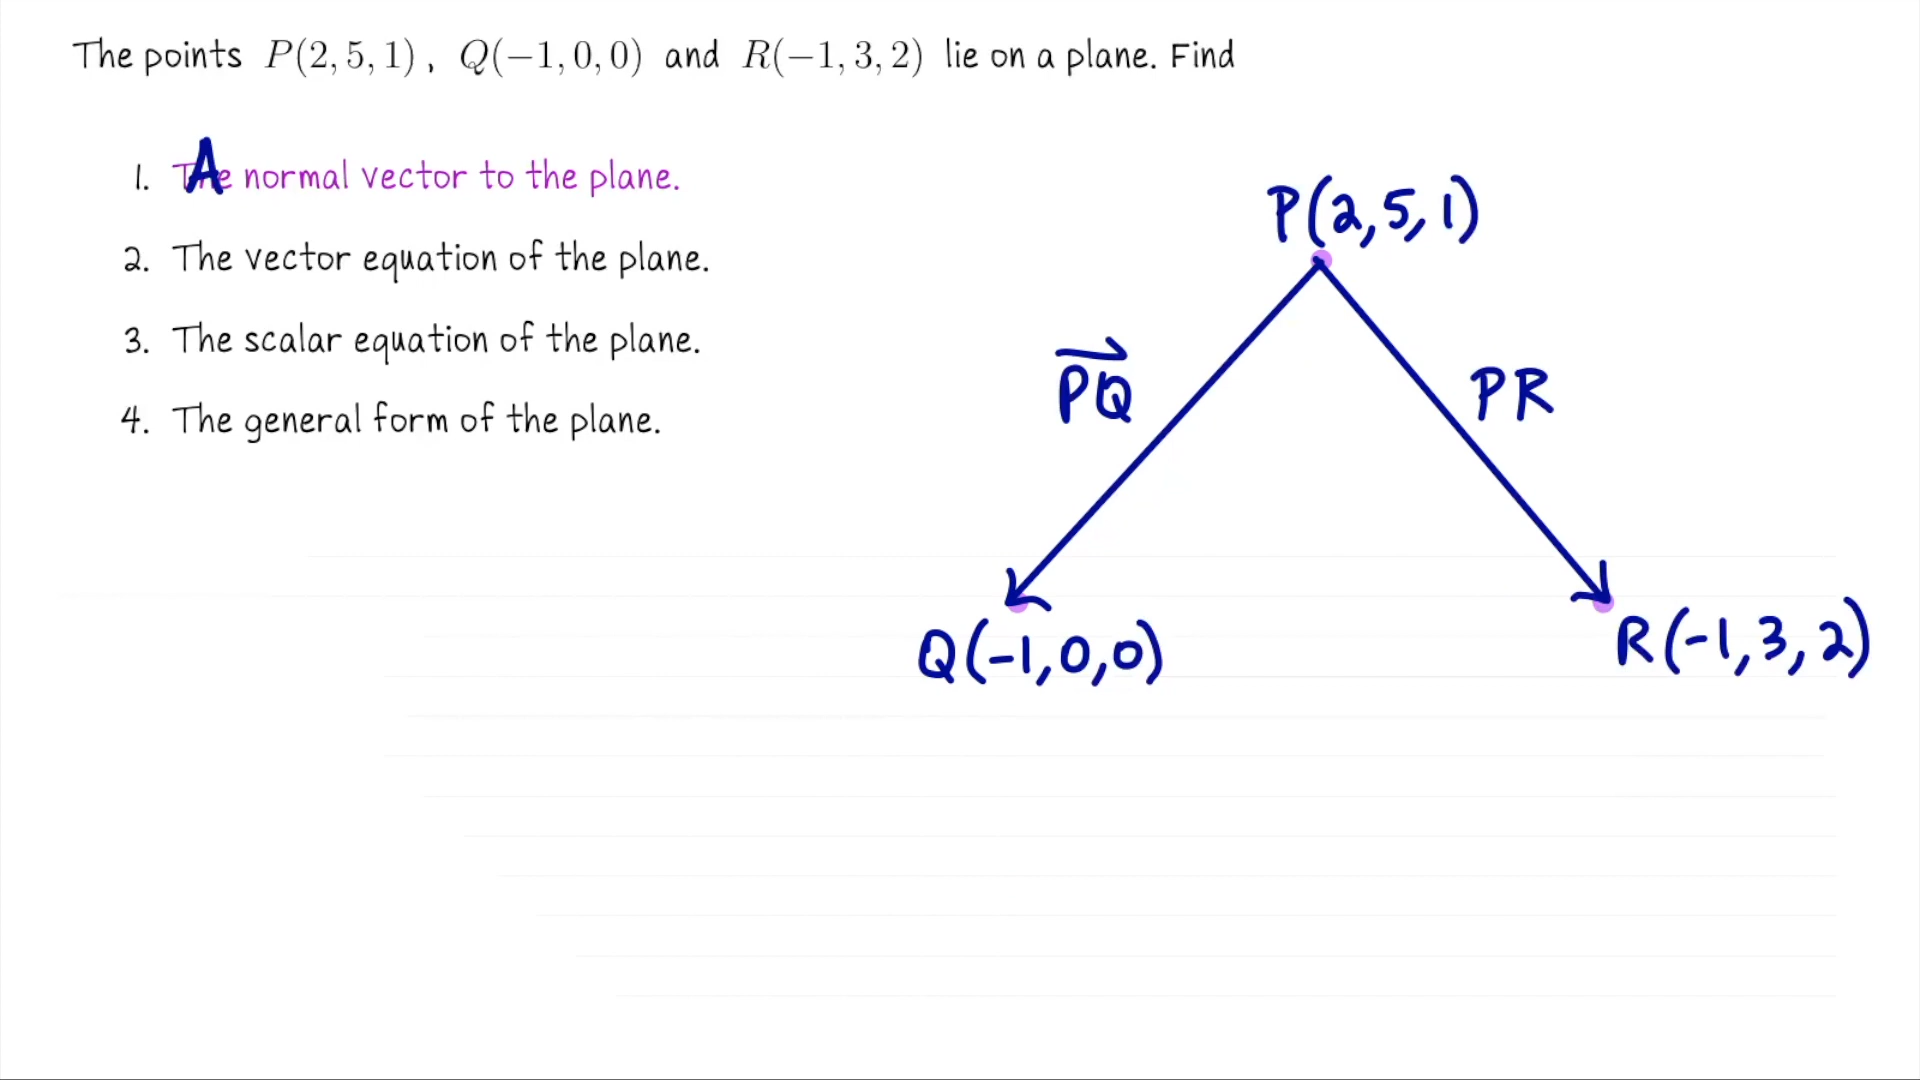 The points P(2, 5, 1), Q(−1, 0, 0) and R(−1, 3, 2) lie on a plane. Find
1. A normal vector to the plane.
2. The vector equation of the plane.
3. The scalar equation of the plane.
4. The general form of the plane.
P(2,5,1)
PQ
PR
Q(-1,0,0)
R(-1,3,2)